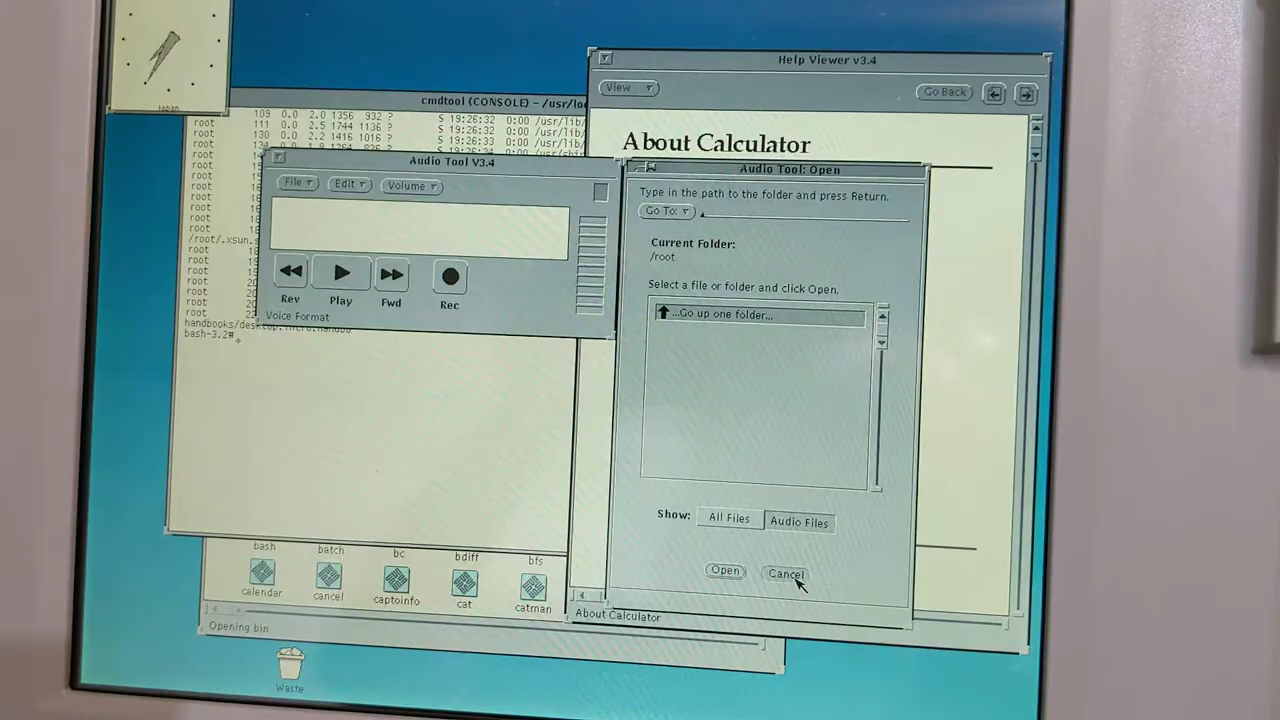 Japan
cmdtool (CONSOLE) - /usr/lo
109 0.0 2.0 1356 932 ? S 19:26:32 0:00 /usr/lib/
root 111 0.0 2.5 1744 1136 ? S 19:26:32 0:00 /usr/lib/
root 130 0.0 2.2 1416 1016 ? S 19:26:33 0:00 /usr/lib/
root
root
root
root
root
root
root
root
/root/.xsun.s
root
root
root
root
root
root
root
handbooks/desktop.intro.handbo
bash-3.2#
Audio Tool V3.4
File Edit Volume
Rev Play Fwd Rec
Voice Format
Help Viewer v3.4
View Go Back
About Calculator
Audio Tool: Open
Type in the path to the folder and press Return.
Go To:
Current Folder:
/root
Select a file or folder and click Open.
...Go up one folder...
Show: All Files Audio Files
Open Cancel
About Calculator
bash batch bc bdiff bfs
calendar cancel captoinfo cat catman
Opening bin
Waste